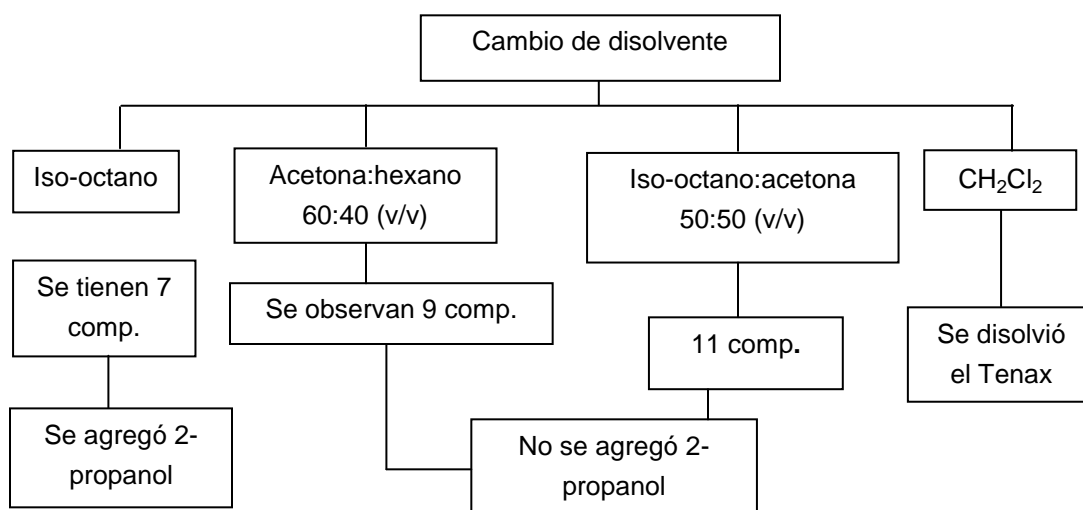 Cambio de disolvente
Iso-octano
Acetona:hexano
60:40 (v/v)
Iso-octano:acetona
50:50 (v/v)
CH₂Cl₂
Se tienen 7
comp.
Se observan 9 comp.
11 comp.
Se disolvió
el Tenax
Se agregó 2-
propanol
No se agregó 2-
propanol